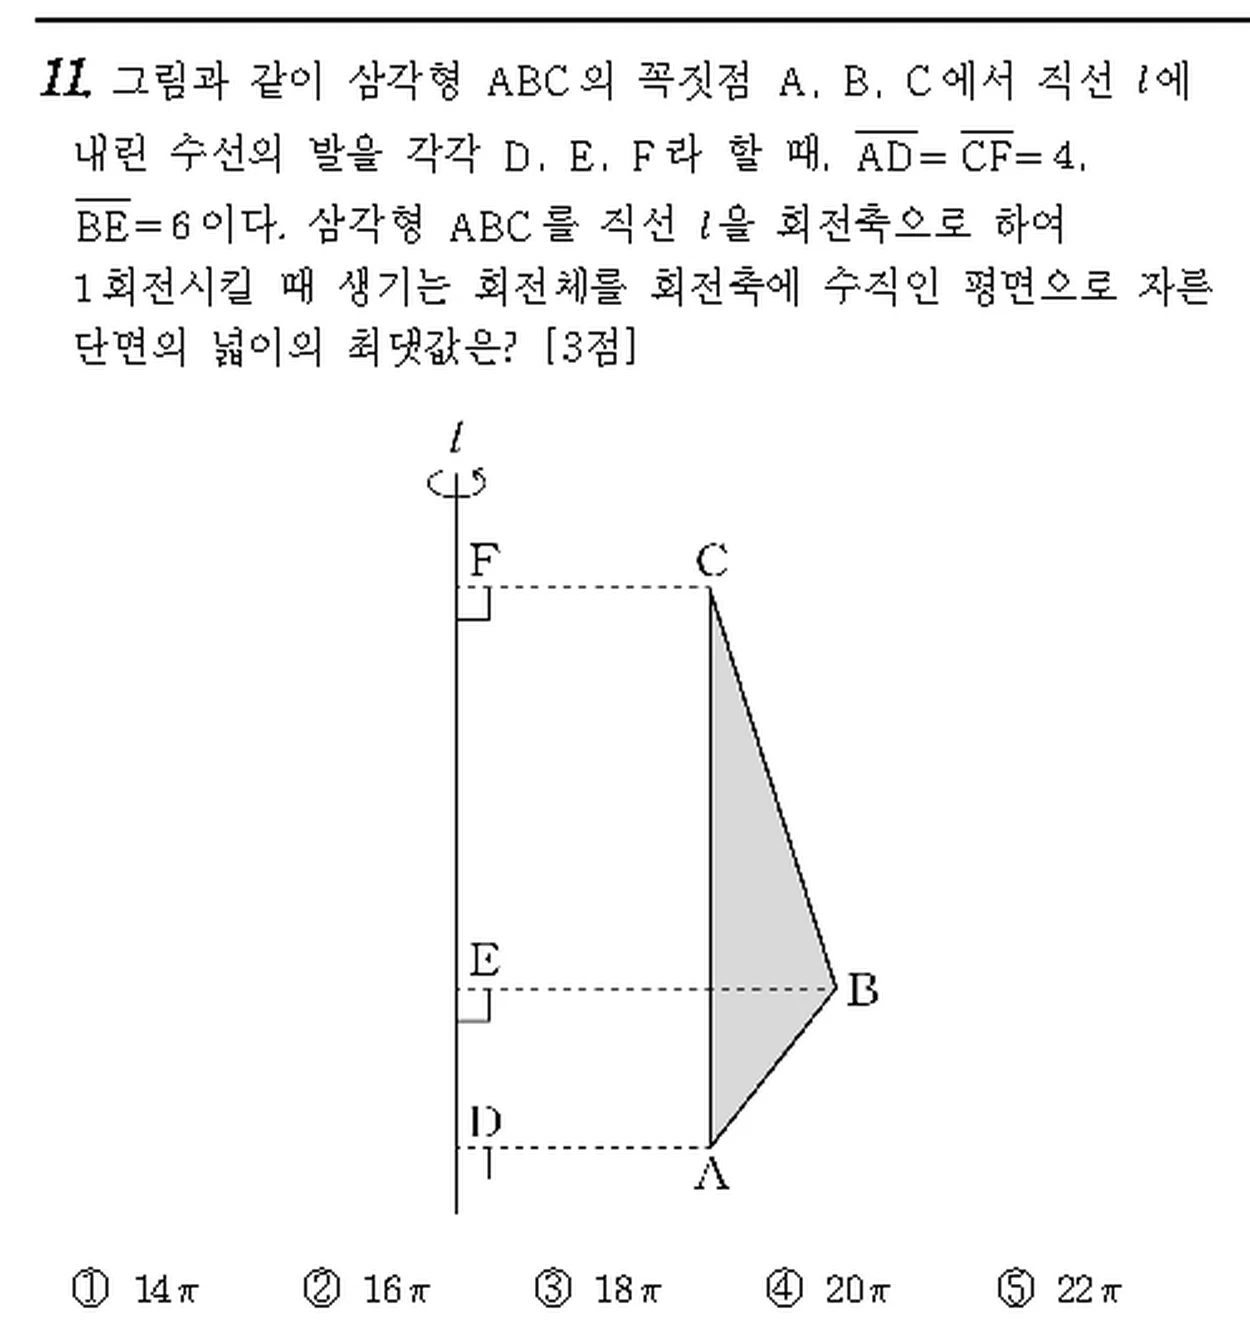 11. 그림과 같이 삼각형 ABC의 꼭짓점 A, B, C에서 직선 l에
내린 수선의 발을 각각 D, E, F라 할 때, AD= CF= 4,
BE=6이다. 삼각형 ABC를 직선 l을 회전축으로 하여
1회전시킬 때 생기는 회전체를 회전축에 수직인 평면으로 자른
단면의 넓이의 최댓값은? [3점]
l
F C
E
B
D
A
① 14π ② 16π ③ 18π ④ 20π ⑤ 22π